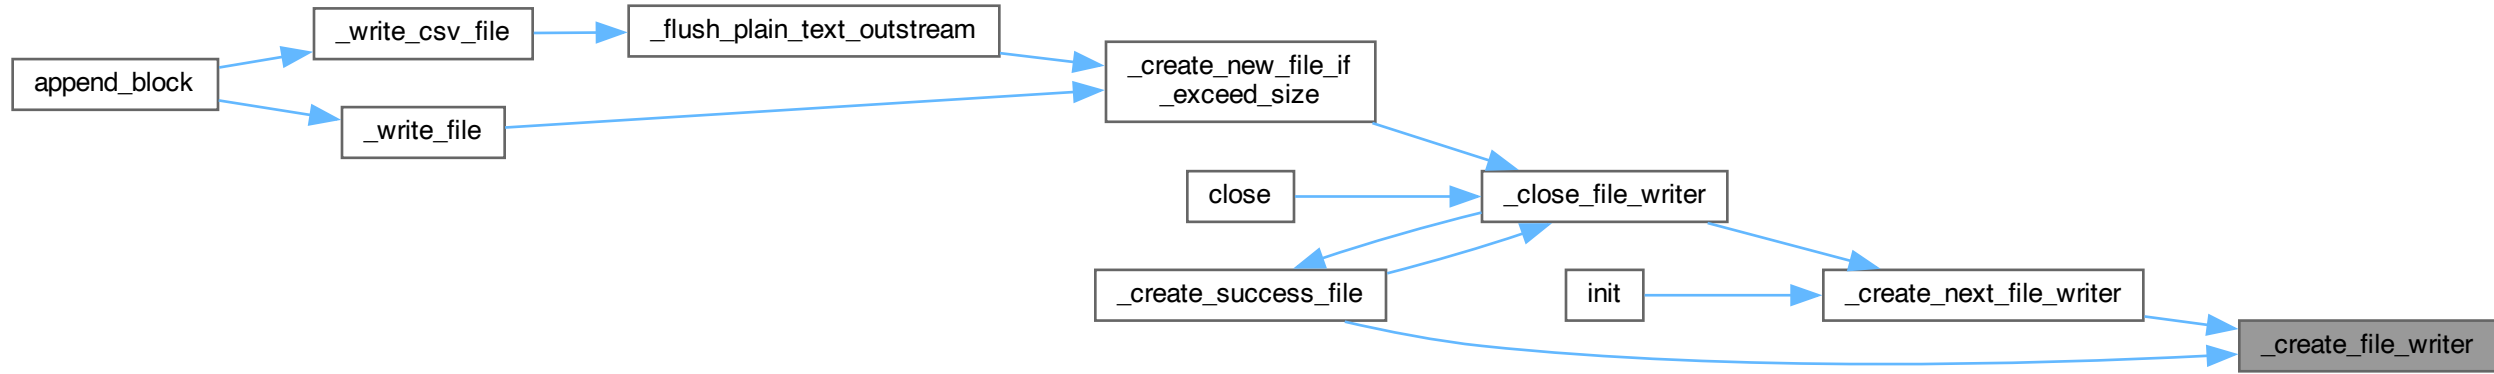 _write_csv_file
_flush_plain_text_outstream
append_block
_create_new_file_if
_exceed_size
_write_file
close
_close_file_writer
_create_success_file
init
_create_next_file_writer
_create_file_writer